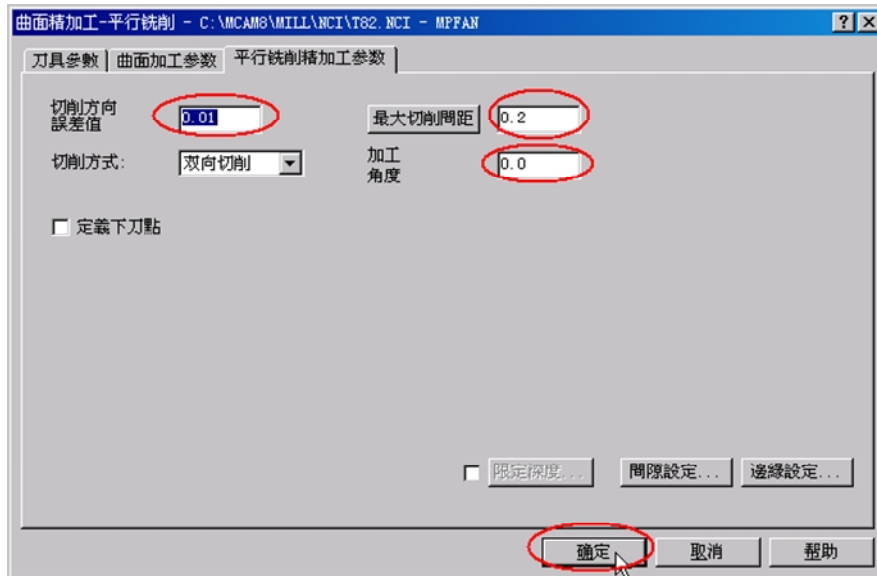 曲面精加工-平行铣削 - C:\MCAM8\MILL\NCI\T82.NCI - MPFAN
刀具參數 曲面加工参数 平行铣削精加工参数
切削方向
誤差值
0.01
最大切削間距
0.2
切削方式:
双向切削
加工
角度
0.0
定義下刀點
限定深度...
間隙設定...
邊緣設定...
确定
取消
帮助